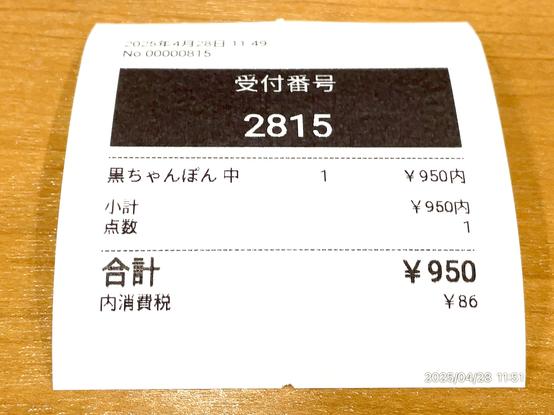 2025年4月28日 11:49
No.00000815
受付番号
2815
黒ちゃんぽん 中 1 ¥950内
小計 ¥950内
点数 1
合計 ¥950
内消費税 ¥86
2025/04/28 11:51